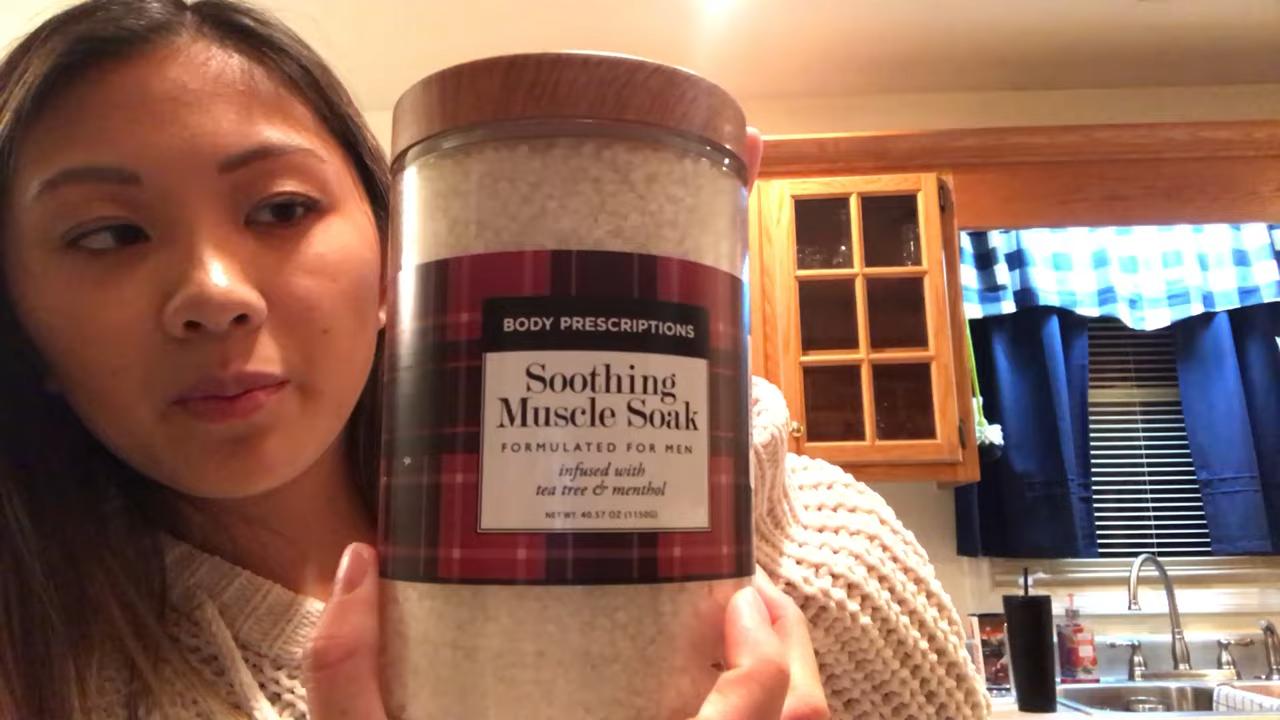 BODY PRESCRIPTIONS
Soothing
Muscle Soak
FORMULATED FOR MEN
infused with
tea tree & menthol
NET WT. 40.57 OZ (1150G)